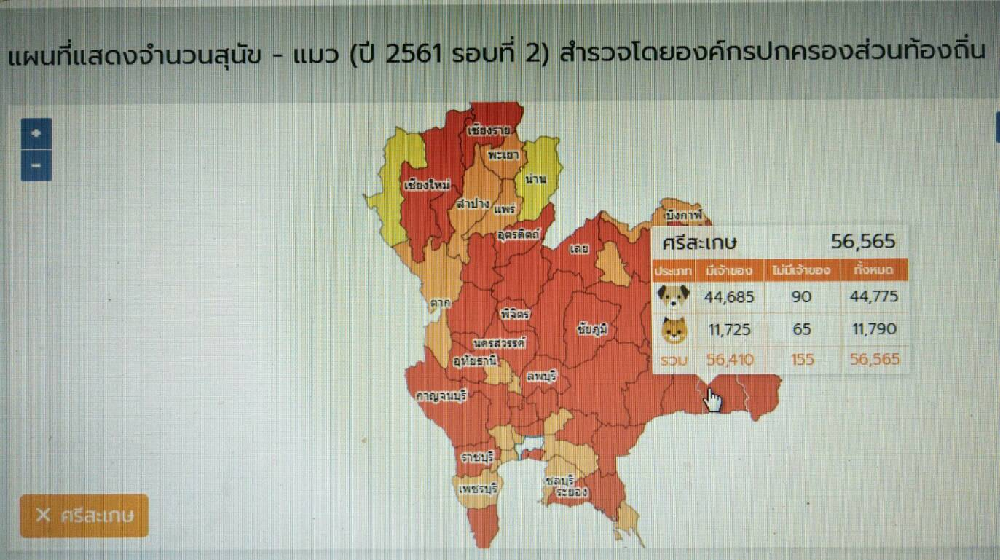 แผนที่แสดงจำนวนสุนัข - แมว (ปี 2561 รอบที่ 2) สำรวจโดยองค์กรปกครองส่วนท้องถิ่น
+
-
เชียงราย
พะเยา
เชียงใหม่
น่าน
ลำปาง
แพร่
บึงกาฬ
อุตรดิตถ์
เลย
ศรีสะเกษ 56,565
ประเภท มีเจ้าของ ไม่มีเจ้าของ ทั้งหมด
44,685 90 44,775
11,725 65 11,790
รวม 56,410 155 56,565
ตาก
พิจิตร
ชัยภูมิ
นครสวรรค์
อุทัยธานี
ลพบุรี
กาญจนบุรี
ราชบุรี
เพชรบุรี
ชลบุรี
ระยอง
× ศรีสะเกษ